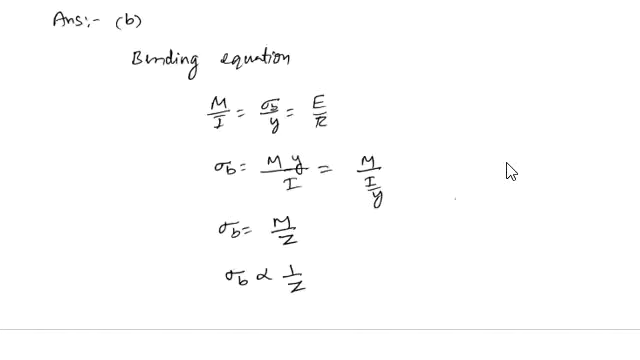 Ans:- (b)
Bending equation
M/I = σb/y = E/R
σb = My/I = M/(I/y)
σb = M/Z
σb ∝ 1/Z